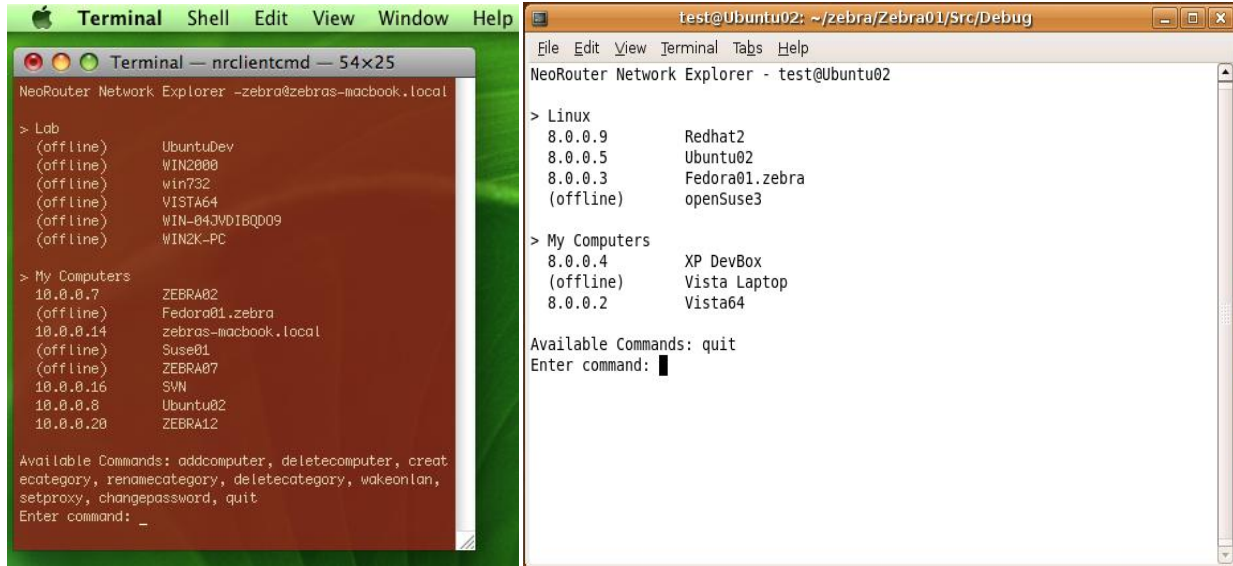 Terminal Shell Edit View Window Help
Terminal — nrclientcmd — 54×25
NeoRouter Network Explorer -zebra@zebras-macbook.local
> Lab
(offline) UbuntuDev
(offline) WIN2000
(offline) win732
(offline) VISTA64
(offline) WIN-04JVDIBQDO9
(offline) WIN2K-PC
> My Computers
10.0.0.7 ZEBRA02
(offline) Fedora01.zebra
10.0.0.14 zebras-macbook.local
(offline) Suse01
(offline) ZEBRA07
10.0.0.16 SVN
10.0.0.8 Ubuntu02
10.0.0.20 ZEBRA12
Available Commands: addcomputer, deletecomputer, creat
ecategory, renamecategory, deletecategory, wakeonlan,
setproxy, changepassword, quit
Enter command: _
test@Ubuntu02: ~/zebra/Zebra01/Src/Debug
File Edit View Terminal Tabs Help
NeoRouter Network Explorer - test@Ubuntu02
> Linux
8.0.0.9 Redhat2
8.0.0.5 Ubuntu02
8.0.0.3 Fedora01.zebra
(offline) openSuse3
> My Computers
8.0.0.4 XP DevBox
(offline) Vista Laptop
8.0.0.2 Vista64
Available Commands: quit
Enter command: